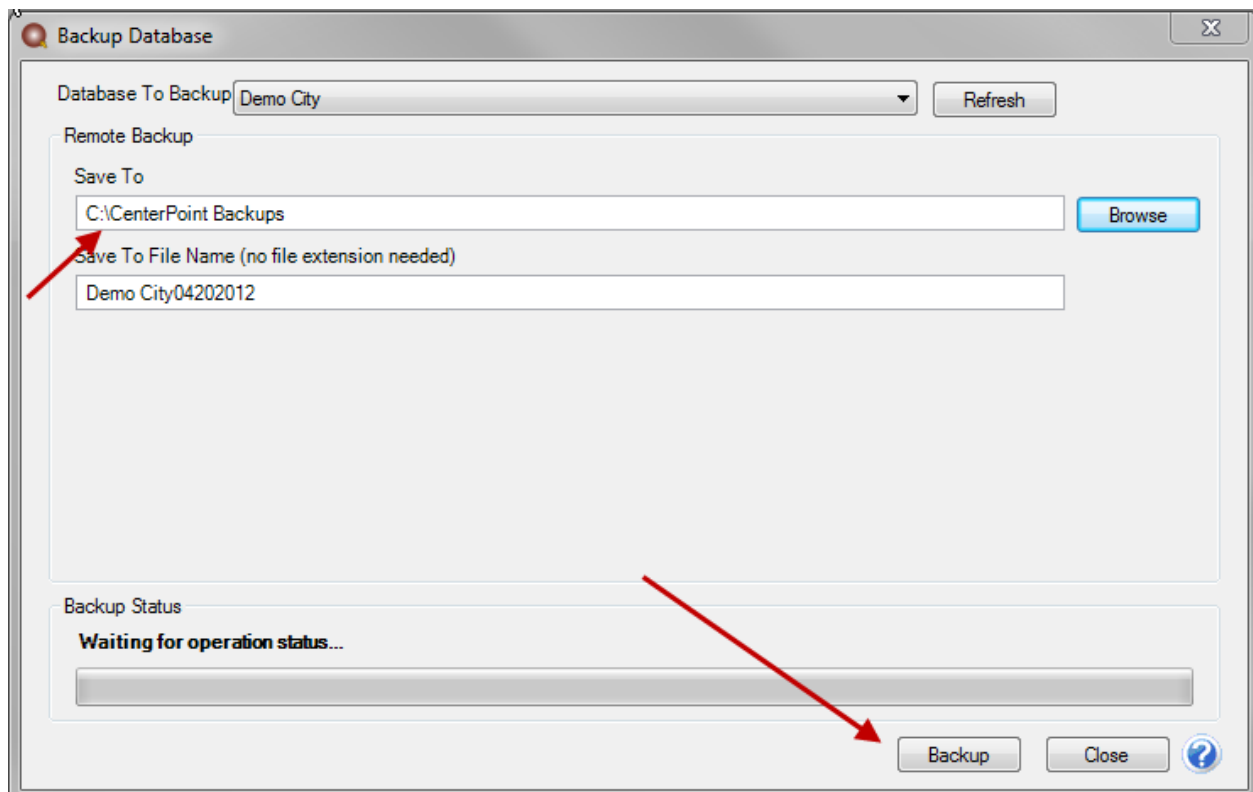 Backup Database
Database To Backup Demo City Refresh
Remote Backup
Save To
C:\CenterPoint Backups Browse
Save To File Name (no file extension needed)
Demo City04202012
Backup Status
Waiting for operation status...
Backup Close